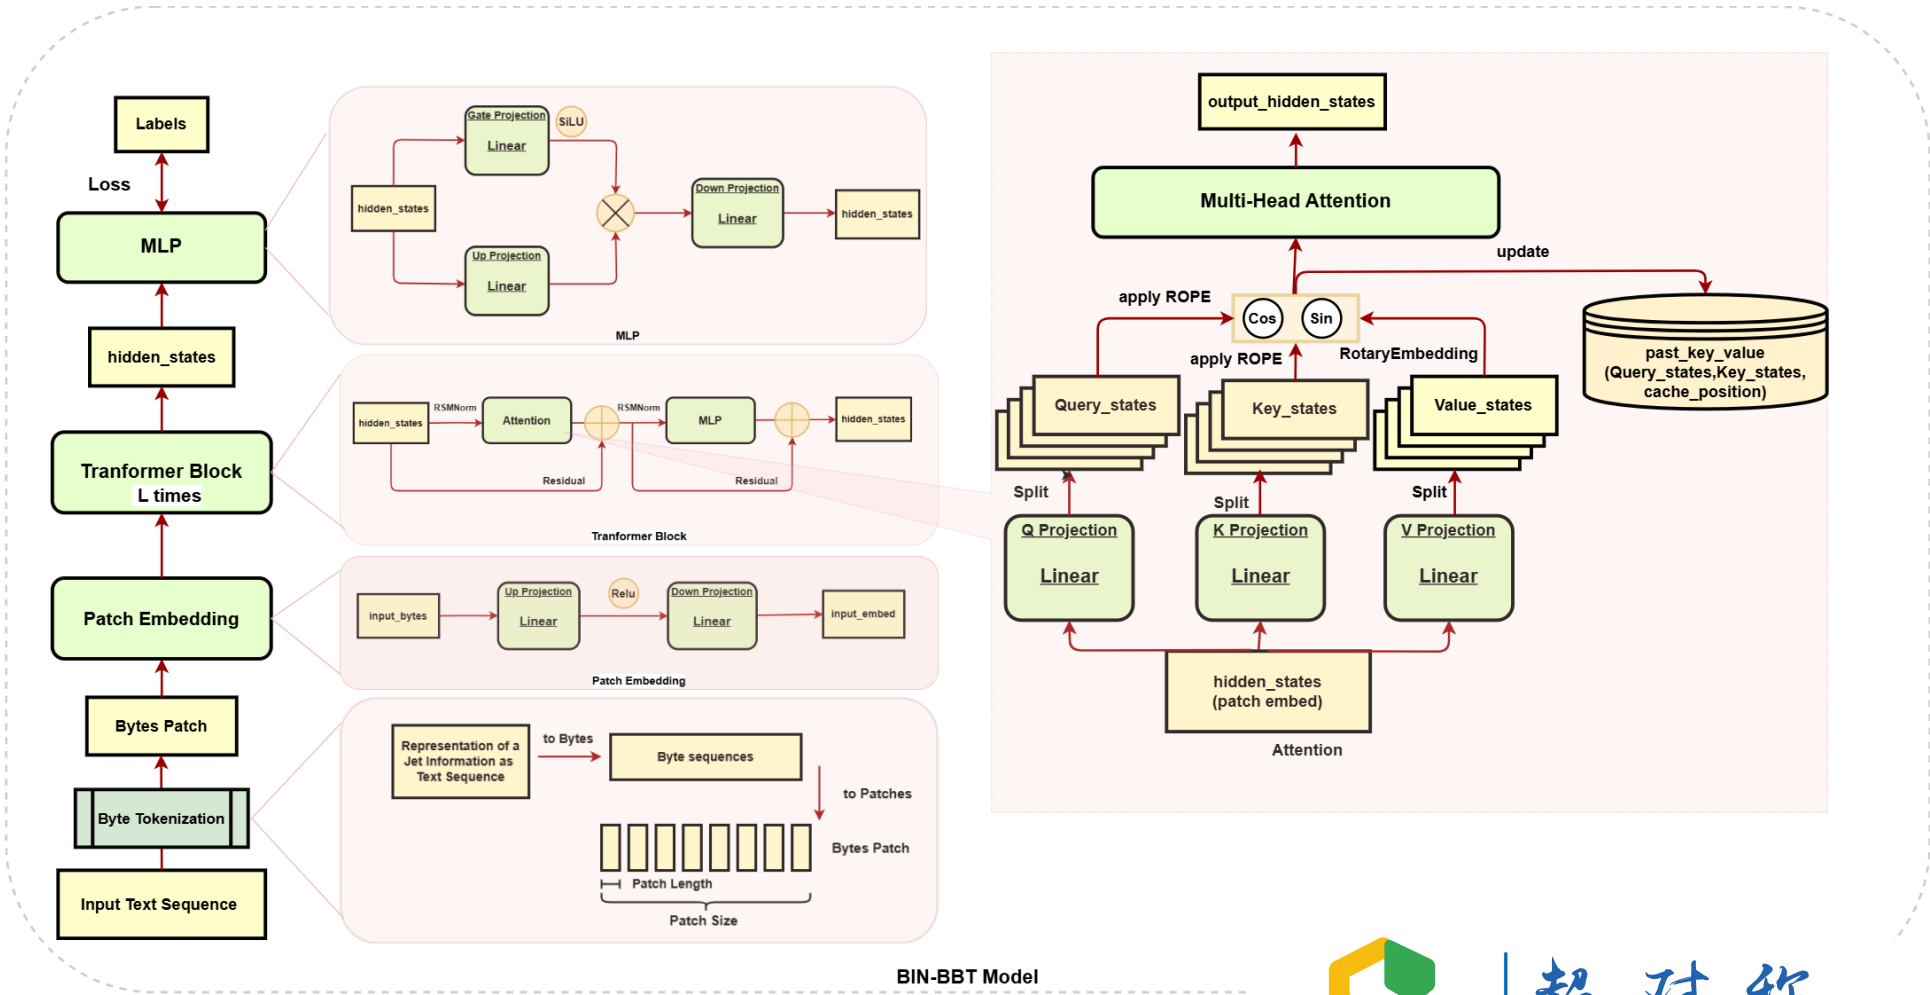 Labels
Loss
MLP
hidden_states
Tranformer Block
L times
Patch Embedding
Bytes Patch
Byte Tokenization
Input Text Sequence
Gate Projection
Linear
SiLU
hidden_states
Up Projection
Linear
Down Projection
Linear
hidden_states
MLP
hidden_states
RSMNorm
Attention
RSMNorm
MLP
hidden_states
Residual
Residual
Tranformer Block
input_bytes
Up Projection
Linear
Relu
Down Projection
Linear
input_embed
Patch Embedding
Representation of a
Jet Information as
Text Sequence
to Bytes
Byte sequences
to Patches
Bytes Patch
Patch Length
Patch Size
output_hidden_states
Multi-Head Attention
update
apply ROPE
Cos
Sin
apply ROPE
RotaryEmbedding
past_key_value
(Query_states,Key_states,
cache_position)
Query_states
Key_states
Value_states
Split
Split
Split
Q Projection
Linear
K Projection
Linear
V Projection
Linear
hidden_states
(patch embed)
Attention
BIN-BBT Model
超对称